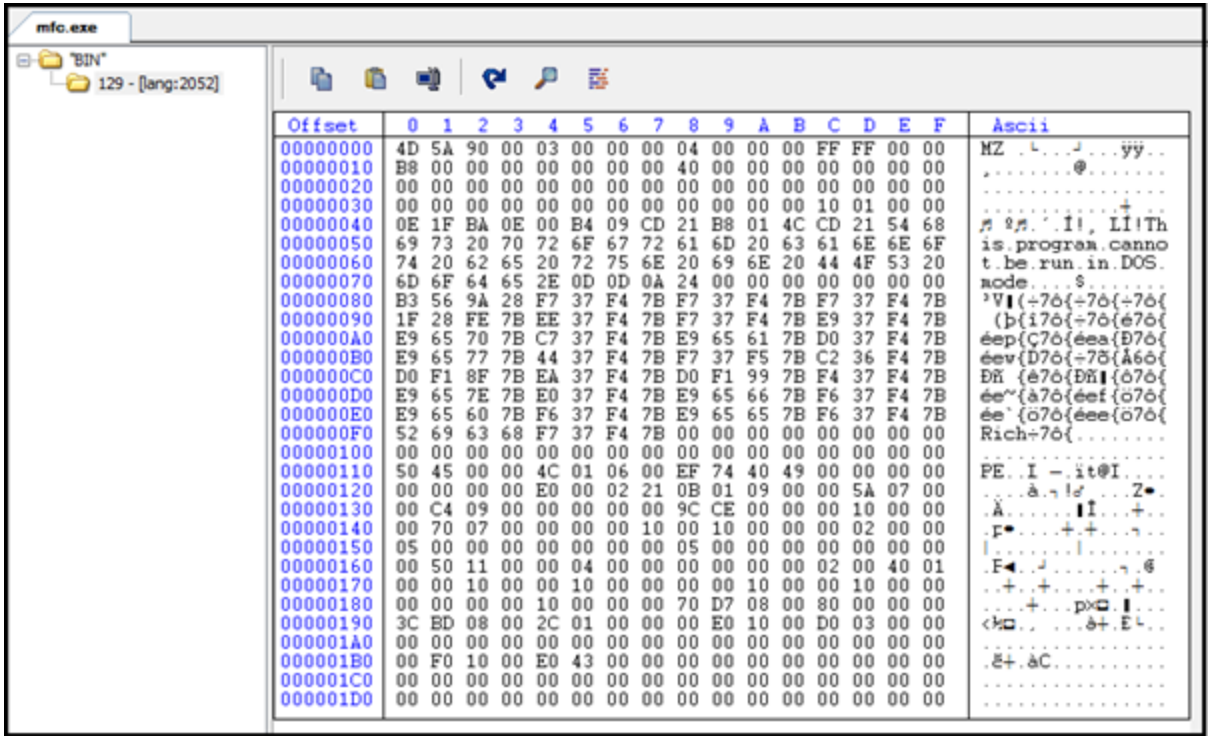 mfc.exe
"BIN"
129 - [lang:2052]
Offset 0 1 2 3 4 5 6 7 8 9 A B C D E F Ascii
00000000 4D 5A 90 00 03 00 00 00 04 00 00 00 FF FF 00 00 MZ .└...┘...ÿÿ..
00000010 B8 00 00 00 00 00 00 00 40 00 00 00 00 00 00 00 ¸.......@.......
00000020 00 00 00 00 00 00 00 00 00 00 00 00 00 00 00 00 ................
00000030 00 00 00 00 00 00 00 00 00 00 00 00 10 01 00 00
00000040 0E 1F BA 0E 00 B4 09 CD 21 B8 01 4C CD 21 54 68
00000050 69 73 20 70 72 6F 67 72 61 6D 20 63 61 6E 6E 6F is.program.canno
00000060 74 20 62 65 20 72 75 6E 20 69 6E 20 44 4F 53 20 t.be.run.in.DOS.
00000070 6D 6F 64 65 2E 0D 0D 0A 24 00 00 00 00 00 00 00 mode....$.......
00000080 B3 56 9A 28 F7 37 F4 7B F7 37 F4 7B F7 37 F4 7B ³V▌(÷7ô{÷7ô{÷7ô{
00000090 1F 28 FE 7B EE 37 F4 7B F7 37 F4 7B E9 37 F4 7B (þ{î7ô{÷7ô{é7ô{
000000A0 E9 65 70 7B C7 37 F4 7B E9 65 61 7B D0 37 F4 7B éep{Ç7ô{éea{Ð7ô{
000000B0 E9 65 77 7B 44 37 F4 7B F7 37 F5 7B C2 36 F4 7B
000000C0 D0 F1 8F 7B EA 37 F4 7B D0 F1 99 7B F4 37 F4 7B Ðñ {ê7ô{Ðñ▌{ô7ô{
000000D0 E9 65 7E 7B E0 37 F4 7B E9 65 66 7B F6 37 F4 7B ée~{à7ô{éef{ö7ô{
000000E0 E9 65 60 7B F6 37 F4 7B E9 65 65 7B F6 37 F4 7B ée`{ö7ô{éee{ö7ô{
000000F0 52 69 63 68 F7 37 F4 7B 00 00 00 00 00 00 00 00 Rich÷7ô{........
00000100 00 00 00 00 00 00 00 00 00 00 00 00 00 00 00 00 ................
00000110 50 45 00 00 4C 01 06 00 EF 74 40 49 00 00 00 00
00000120 00 00 00 00 E0 00 02 21 0B 01 09 00 00 5A 07 00
00000130 00 C4 09 00 00 00 00 00 9C CE 00 00 00 10 00 00
00000140 00 70 07 00 00 00 00 10 00 10 00 00 00 02 00 00
00000150 05 00 00 00 00 00 00 00 05 00 00 00 00 00 00 00
00000160 00 50 11 00 00 04 00 00 00 00 00 00 02 00 40 01
00000170 00 00 10 00 00 10 00 00 00 00 10 00 00 10 00 00
00000180 00 00 00 00 10 00 00 00 70 D7 08 00 80 00 00 00
00000190 3C BD 08 00 2C 01 00 00 00 E0 10 00 D0 03 00 00
000001A0 00 00 00 00 00 00 00 00 00 00 00 00 00 00 00 00 ................
000001B0 00 F0 10 00 E0 43 00 00 00 00 00 00 00 00 00 00
000001C0 00 00 00 00 00 00 00 00 00 00 00 00 00 00 00 00 ................
000001D0 00 00 00 00 00 00 00 00 00 00 00 00 00 00 00 00 ................